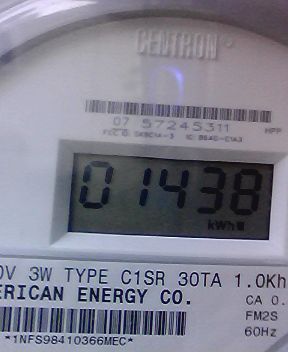 CENTRON®
07 57245311
HPP
01438
kWh
0V 3W TYPE C1SR 30TA 1.0Kh
ERICAN ENERGY CO.
CA 0.
FM2S
*1NFS98410366MEC*
60Hz